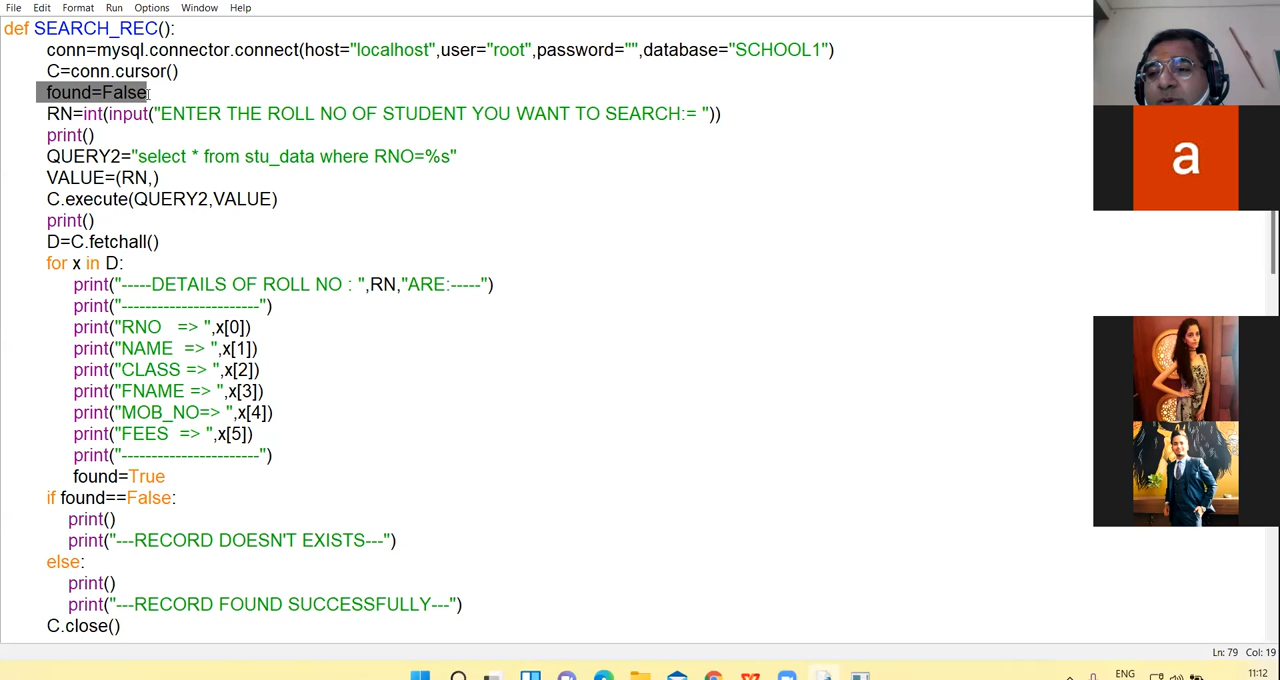 File Edit Format Run Options Window Help
def SEARCH_REC():
conn=mysql.connector.connect(host="localhost",user="root",password="",database="SCHOOL1")
C=conn.cursor()
found=False
RN=int(input("ENTER THE ROLL NO OF STUDENT YOU WANT TO SEARCH:= "))
print()
QUERY2="select * from stu_data where RNO=%s"
VALUE=(RN,)
C.execute(QUERY2,VALUE)
print()
D=C.fetchall()
for x in D:
print("-----DETAILS OF ROLL NO : ",RN,"ARE:-----")
print("-----------------------")
print("RNO   => ",x[0])
print("NAME  => ",x[1])
print("CLASS => ",x[2])
print("FNAME => ",x[3])
print("MOB_NO=> ",x[4])
print("FEES  => ",x[5])
print("-----------------------")
found=True
if found==False:
print()
print("---RECORD DOESN'T EXISTS---")
else:
print()
print("---RECORD FOUND SUCCESSFULLY---")
C.close()
a
Ln: 79 Col: 19
ENG
11:12